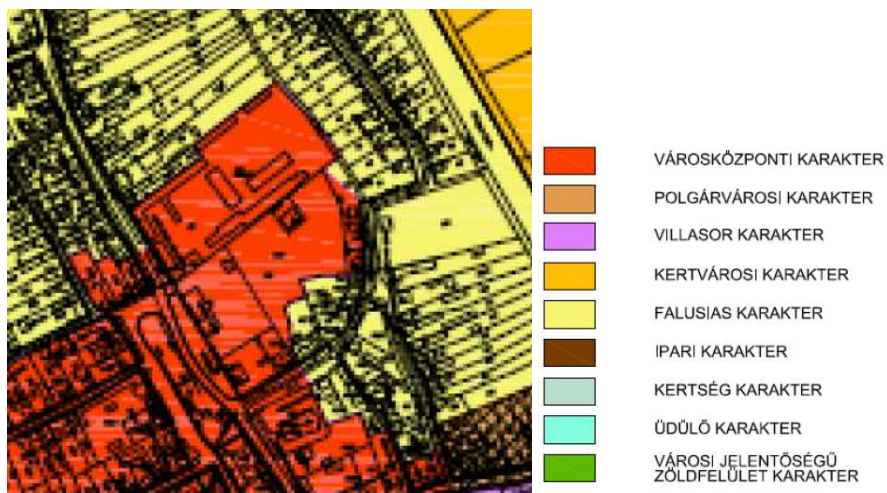 VÁROSKÖZPONTI KARAKTER
POLGÁRVÁROSI KARAKTER
VILLASOR KARAKTER
KERTVÁROSI KARAKTER
FALUSIAS KARAKTER
IPARI KARAKTER
KERTSÉG KARAKTER
ÜDÜLŐ KARAKTER
VÁROSI JELENTŐSÉGŰ
ZÖLDFELÜLET KARAKTER